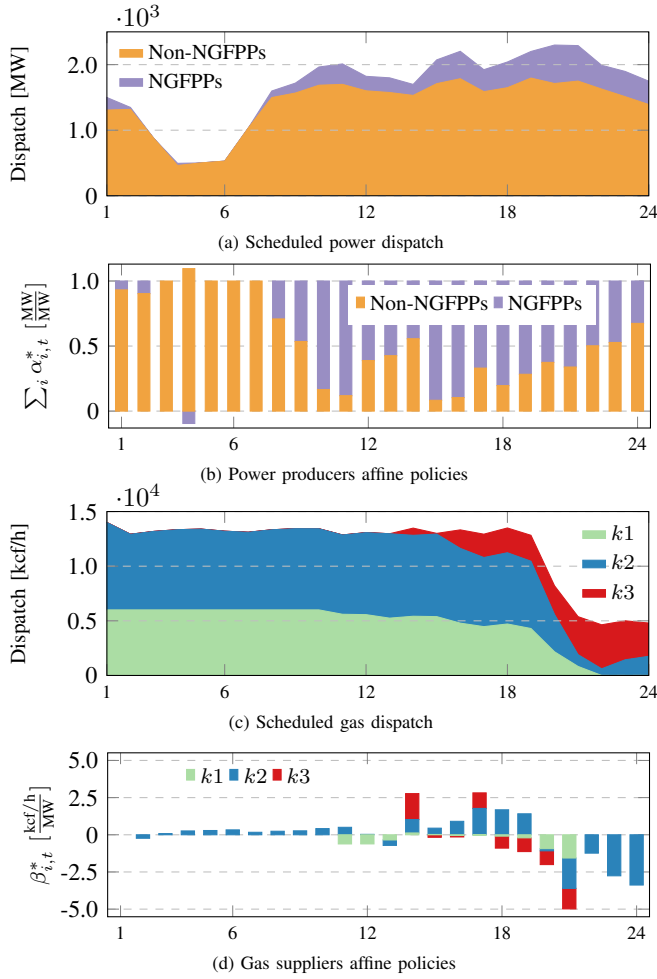 ·10³
Dispatch [MW]
2.0
1.0
0
Non-NGFPPs
NGFPPs
1 6 12 18 24
(a) Scheduled power dispatch
∑ᵢ α*ᵢ,ₜ [MW/MW]
1.0
0.5
0
Non-NGFPPs NGFPPs
1 6 12 18 24
(b) Power producers affine policies
·10⁴
Dispatch [kcf/h]
1.5
1.0
0.5
0
k1
k2
k3
1 6 12 18 24
(c) Scheduled gas dispatch
β*ᵢ,ₜ [kcf/h/MW]
5.0
2.5
0
-2.5
-5.0
k1 k2 k3
1 6 12 18 24
(d) Gas suppliers affine policies